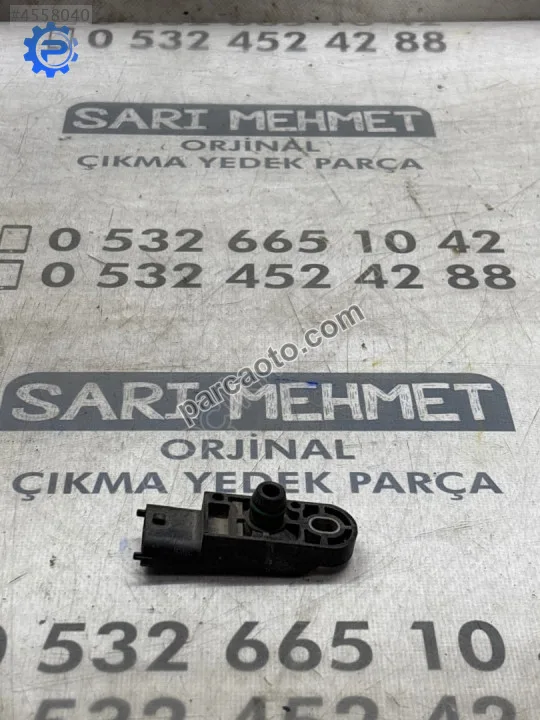 #4558040
0 532 452 42 88
SARI MEHMET
ORJİNAL
ÇIKMA YEDEK PARÇA
0 532 665 10 42
0 532 452 42 88
parcaoto.com
SARI MEHMET
ORJİNAL
ÇIKMA YEDEK PARÇA
0 532 665 10